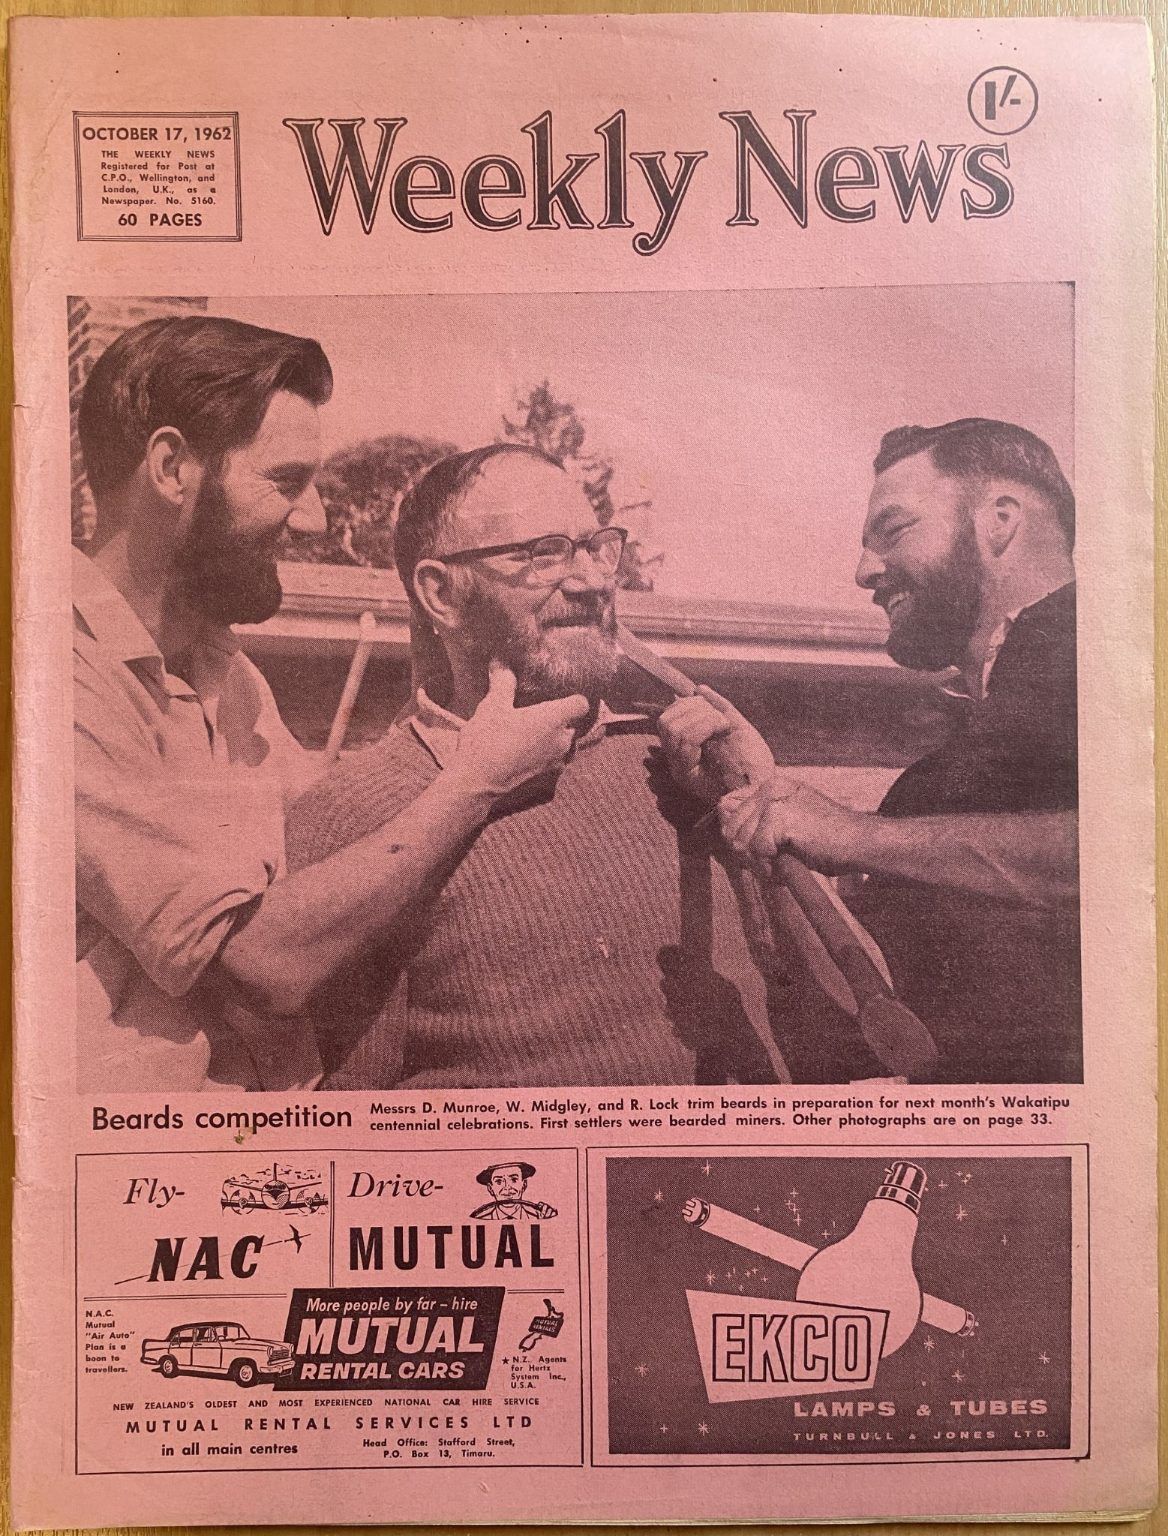 1/-
OCTOBER 17, 1962
THE WEEKLY NEWS
Registered for Post at
C.P.O., Wellington, and
London, U.K., as a
Newspaper. No. 5160.
60 PAGES
Weekly News
Beards competition
Messrs D. Munroe, W. Midgley, and R. Lock trim beards in preparation for next month's Wakatipu
centennial celebrations. First settlers were bearded miners. Other photographs are on page 33.
Fly-
NAC
Drive-
MUTUAL
N.A.C.
Mutual
"Air Auto"
Plan is a
boon to
travellers.
More people by far – hire
MUTUAL
RENTAL CARS
MUTUAL
RENTALS
★ N.Z. Agents
for Hertz
System Inc.,
U.S.A.
NEW ZEALAND'S OLDEST AND MOST EXPERIENCED NATIONAL CAR HIRE SERVICE
MUTUAL RENTAL SERVICES LTD
in all main centres
Head Office: Stafford Street,
P.O. Box 13, Timaru.
EKCO
LAMPS & TUBES
TURNBULL & JONES LTD.